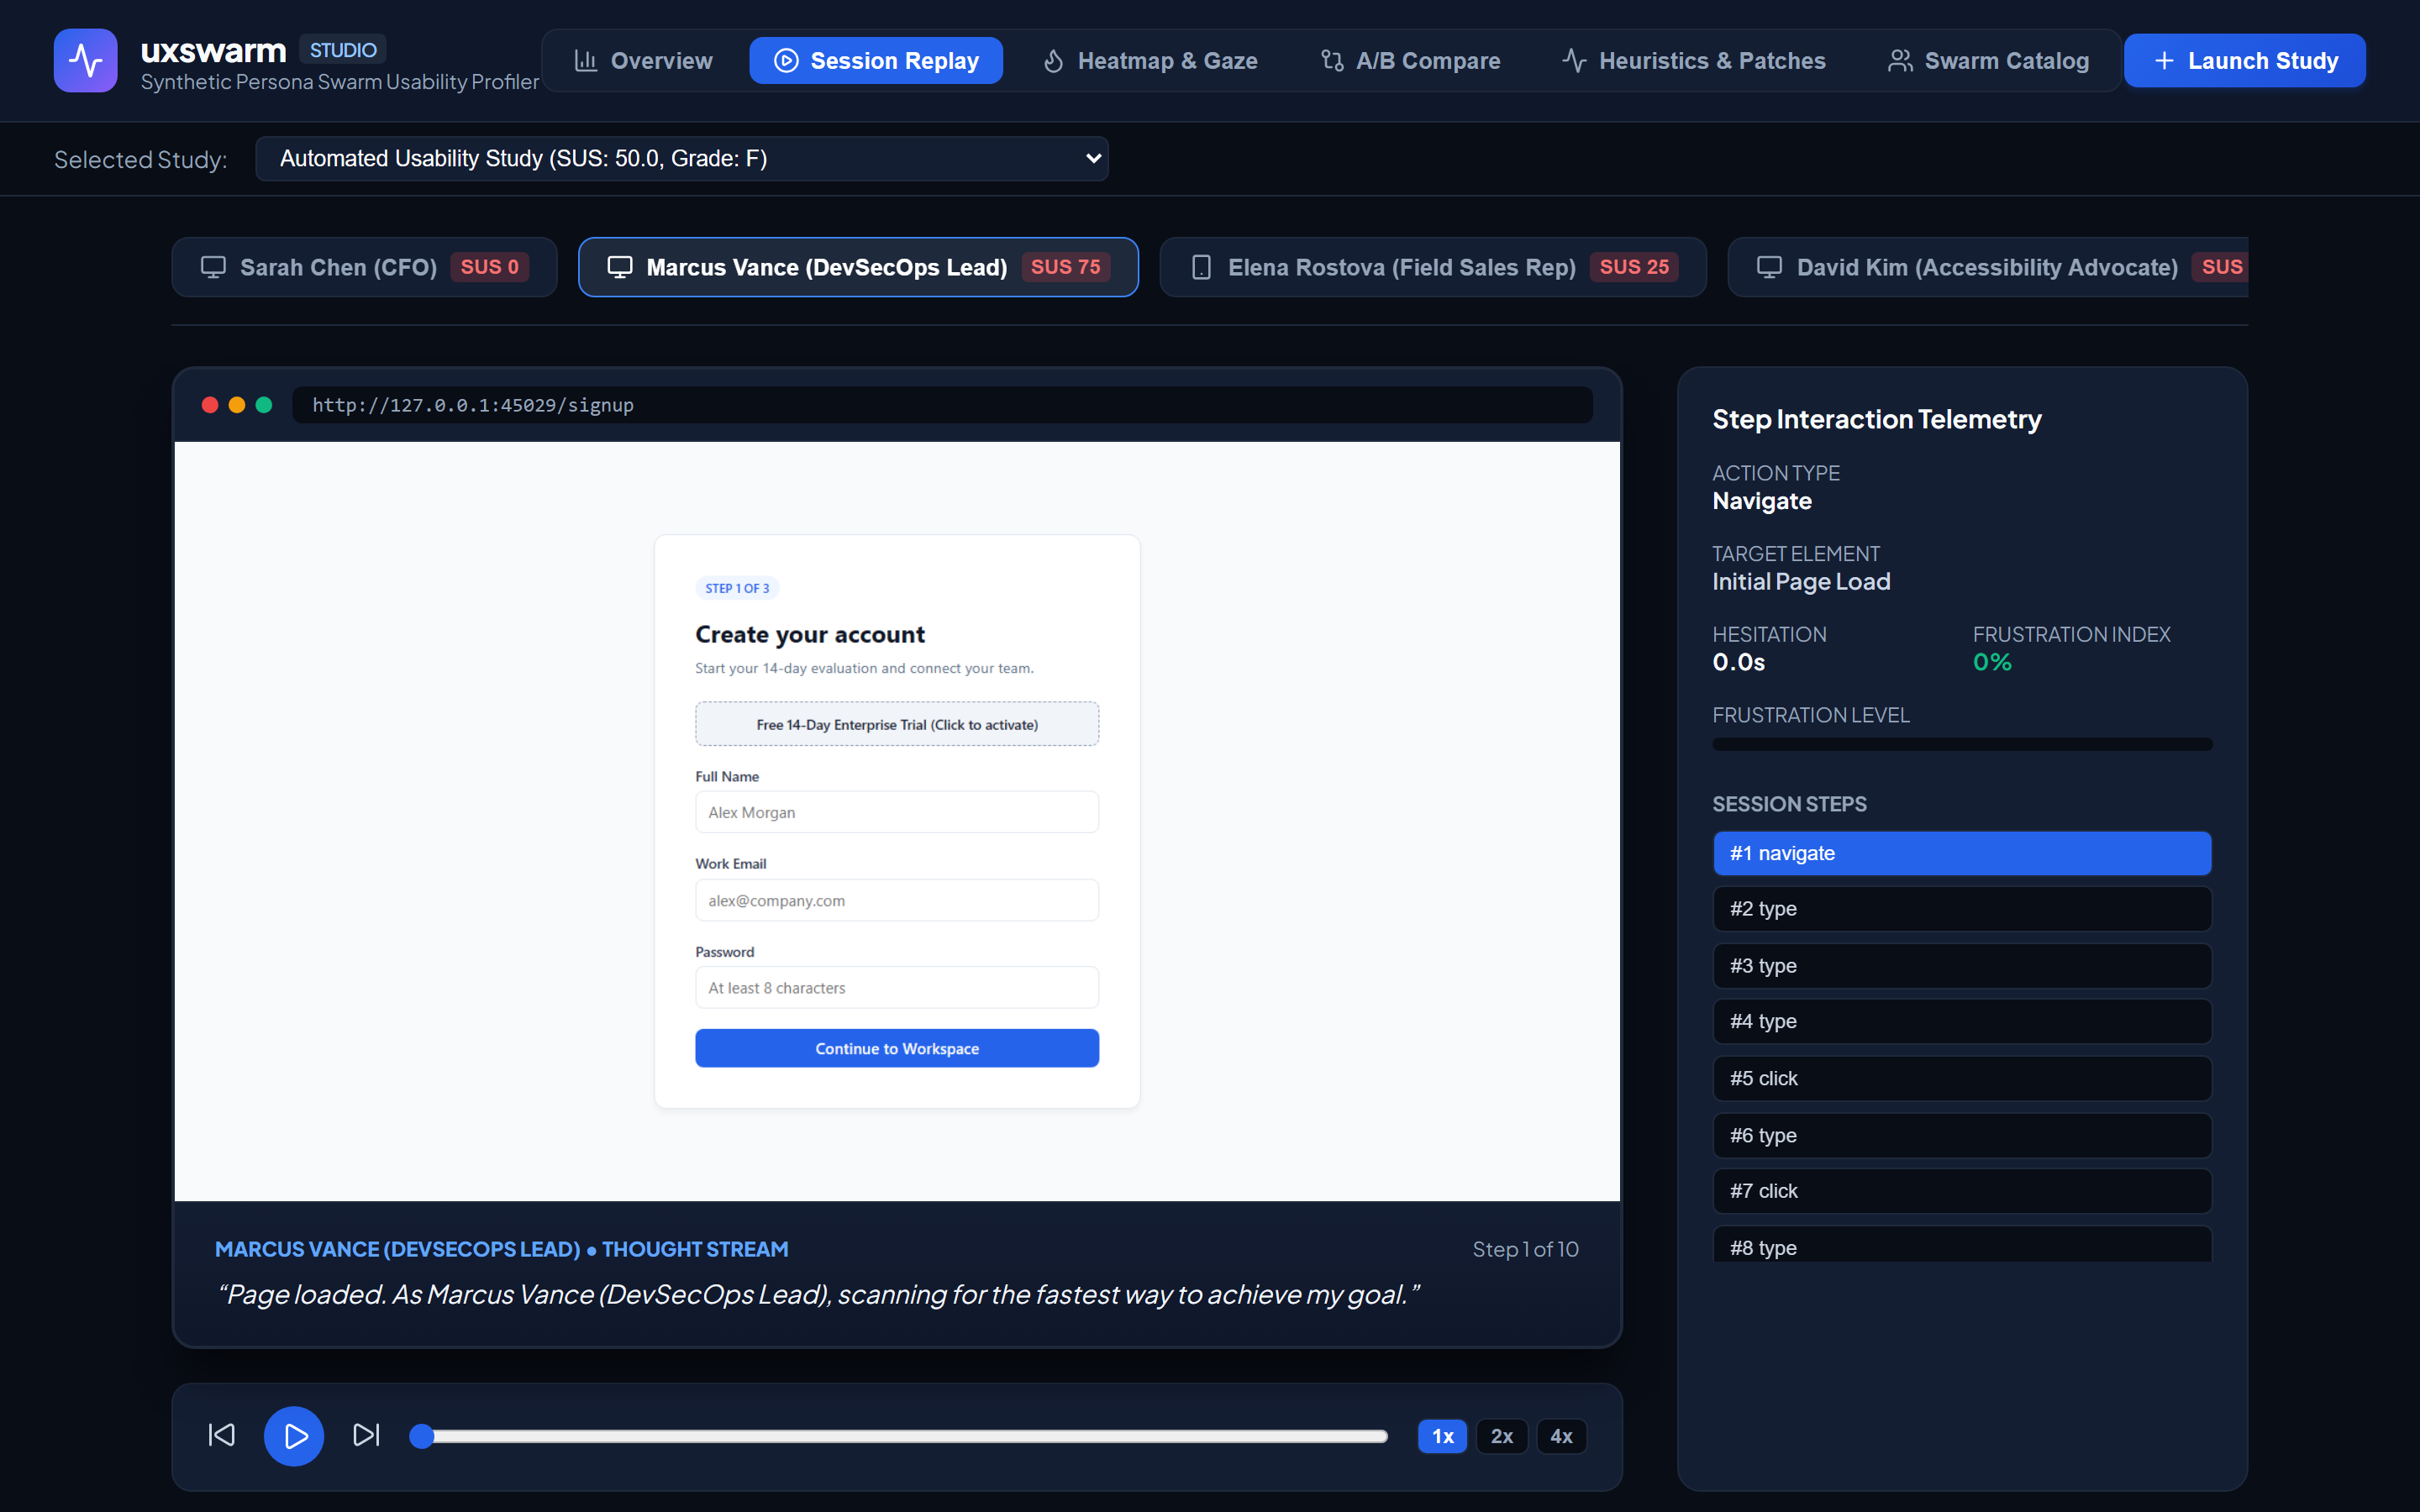 uxswarm STUDIO
Synthetic Persona Swarm Usability Profiler
Overview
Session Replay
Heatmap & Gaze
A/B Compare
Heuristics & Patches
Swarm Catalog
Launch Study
Selected Study:
Automated Usability Study (SUS: 50.0, Grade: F)
Sarah Chen (CFO) SUS 0
Marcus Vance (DevSecOps Lead) SUS 75
Elena Rostova (Field Sales Rep) SUS 25
David Kim (Accessibility Advocate) SUS
http://127.0.0.1:45029/signup
STEP 1 OF 3
Create your account
Start your 14-day evaluation and connect your team.
Free 14-Day Enterprise Trial (Click to activate)
Full Name
Alex Morgan
Work Email
alex@company.com
Password
At least 8 characters
Continue to Workspace
MARCUS VANCE (DEVSECOPS LEAD) ● THOUGHT STREAM
Step 1 of 10
“Page loaded. As Marcus Vance (DevSecOps Lead), scanning for the fastest way to achieve my goal.”
1x
2x
4x
Step Interaction Telemetry
ACTION TYPE
Navigate
TARGET ELEMENT
Initial Page Load
HESITATION
0.0s
FRUSTRATION INDEX
0%
FRUSTRATION LEVEL
SESSION STEPS
#1 navigate
#2 type
#3 type
#4 type
#5 click
#6 type
#7 click
#8 type